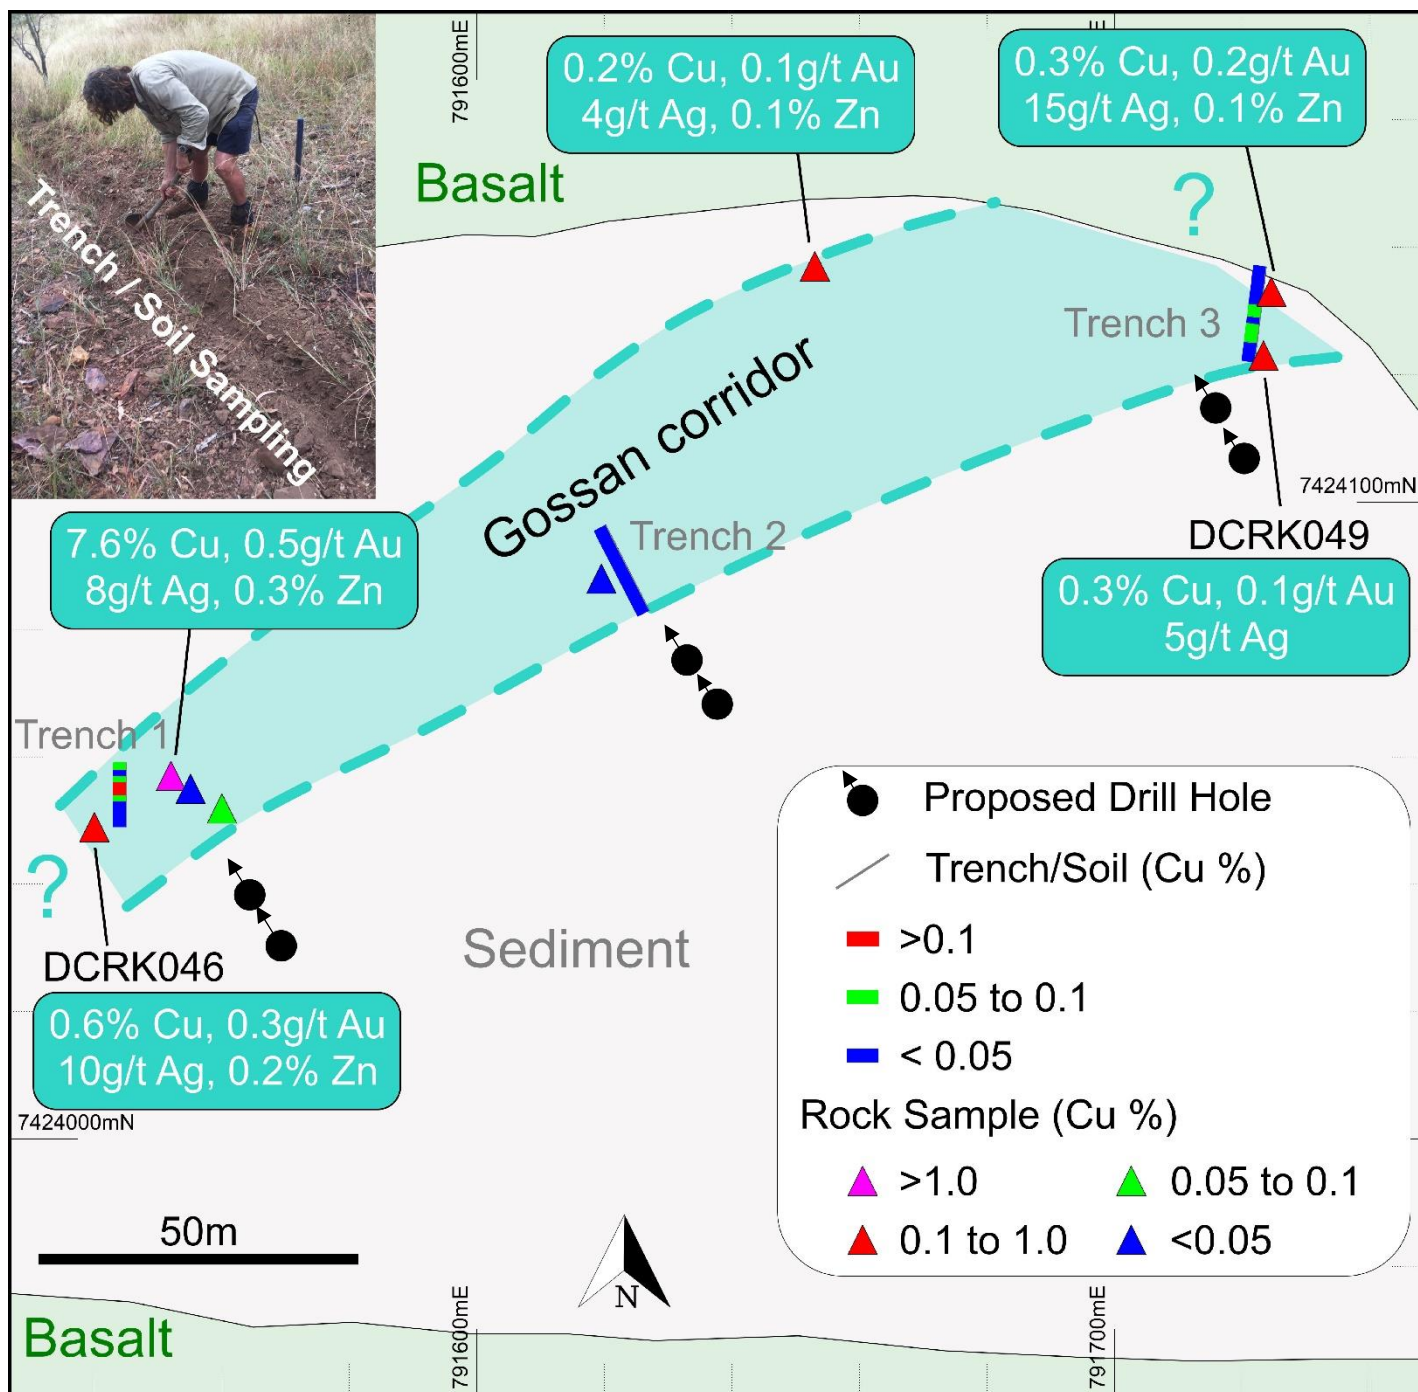 791600mE
E
0.2% Cu, 0.1g/t Au
4g/t Ag, 0.1% Zn
0.3% Cu, 0.2g/t Au
15g/t Ag, 0.1% Zn
Trench / Soil Sampling
Basalt
?
Trench 3
Gossan corridor
7424100mN
Trench 2
DCRK049
0.3% Cu, 0.1g/t Au
5g/t Ag
7.6% Cu, 0.5g/t Au
8g/t Ag, 0.3% Zn
Trench 1
?
DCRK046
0.6% Cu, 0.3g/t Au
10g/t Ag, 0.2% Zn
Sediment
Proposed Drill Hole
Trench/Soil (Cu %)
>0.1
0.05 to 0.1
< 0.05
Rock Sample (Cu %)
>1.0
0.05 to 0.1
0.1 to 1.0
<0.05
7424000mN
50m
N
Basalt
791600mE
791700mE